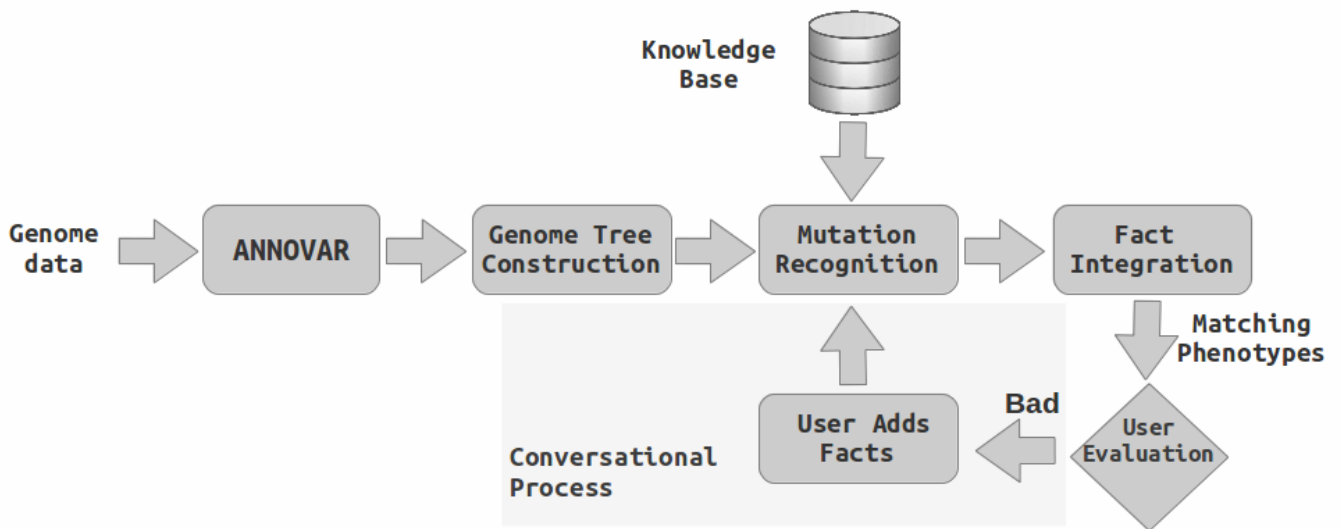 Knowledge
Base
Genome
data
ANNOVAR
Genome Tree
Construction
Mutation
Recognition
Fact
Integration
Matching
Phenotypes
User
Evaluation
Bad
User Adds
Facts
Conversational
Process